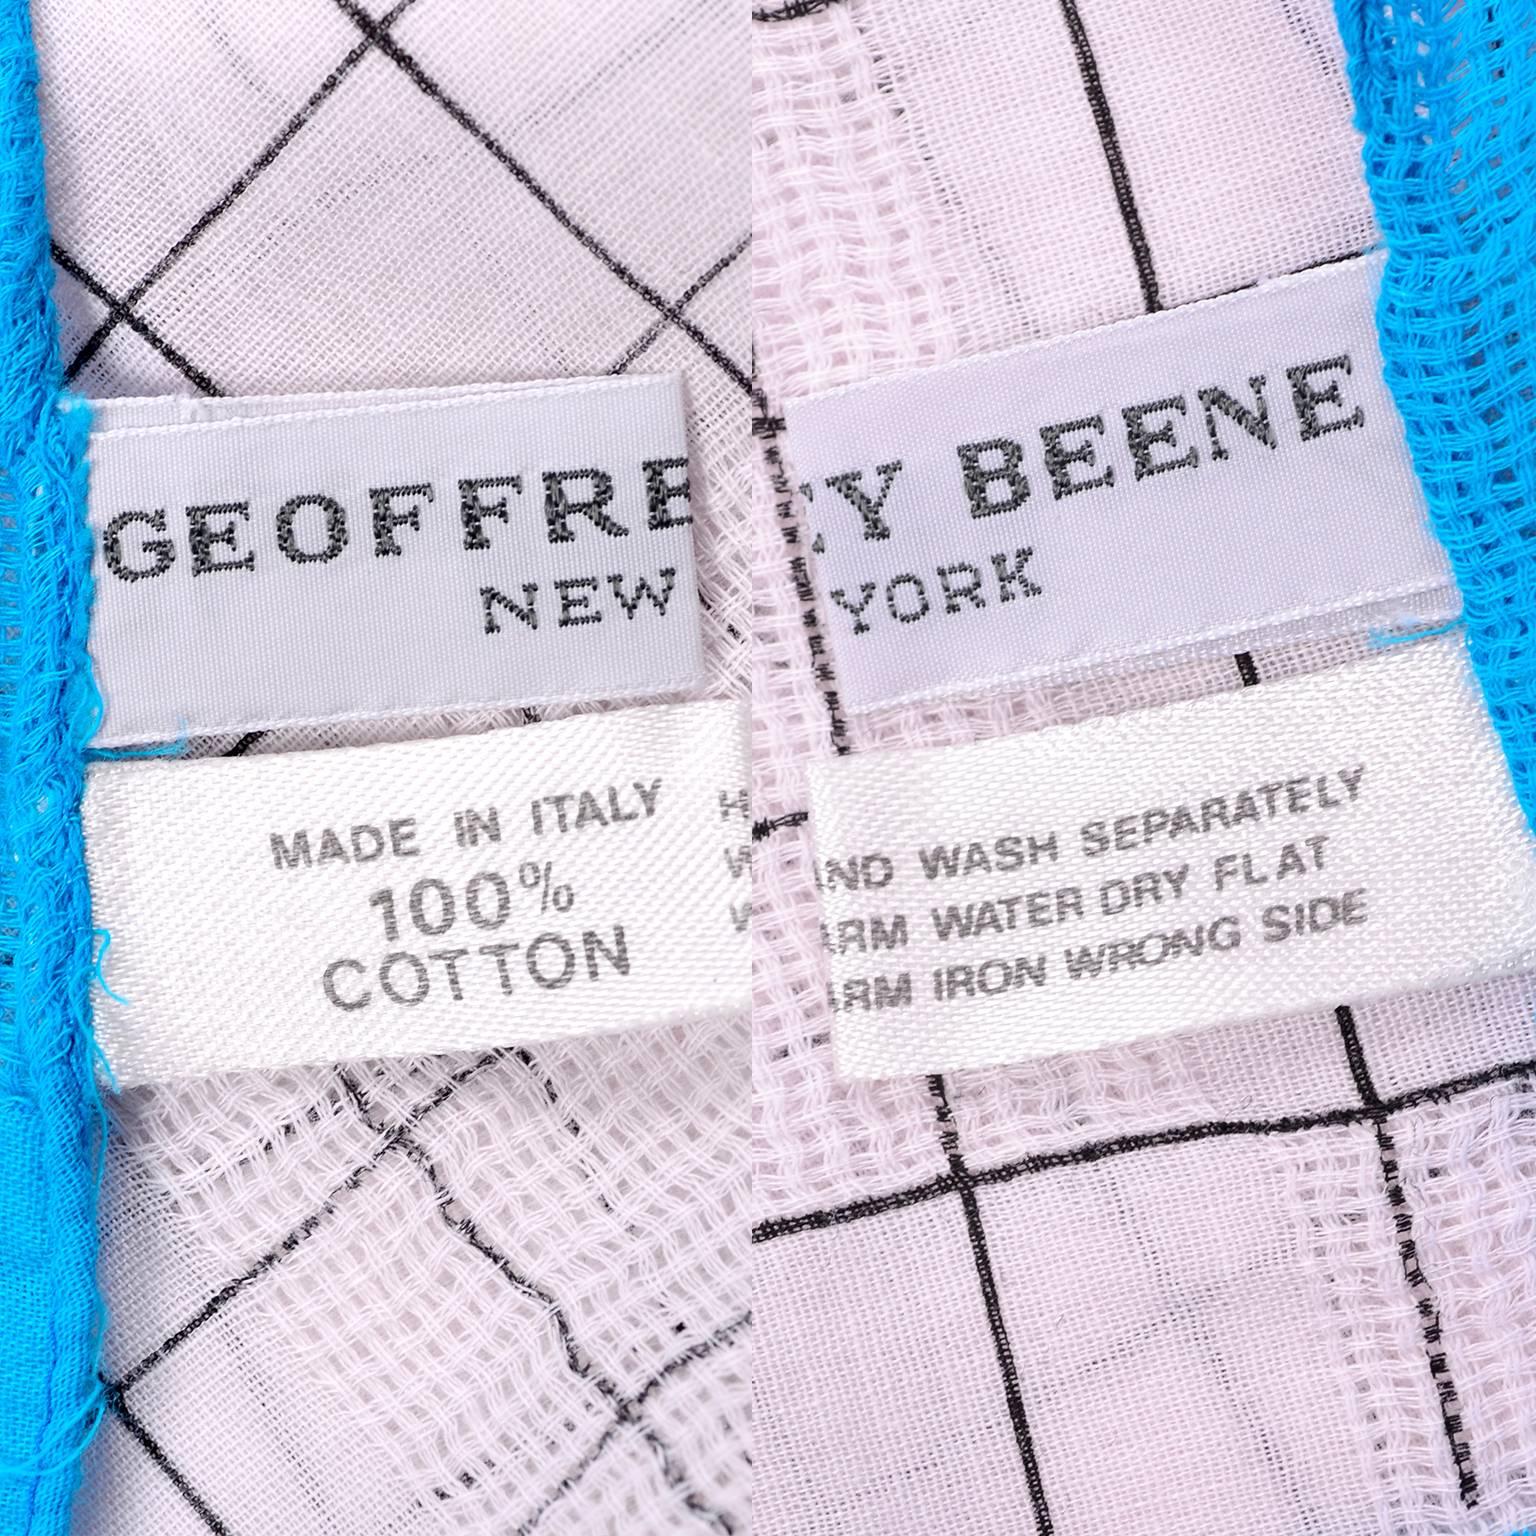 GEOFFRE
NEW
MADE IN ITALY
100%
COTTON
H
W
W
Y BEENE
YORK
AND WASH SEPARATELY
ARM WATER DRY FLAT
ARM IRON WRONG SIDE